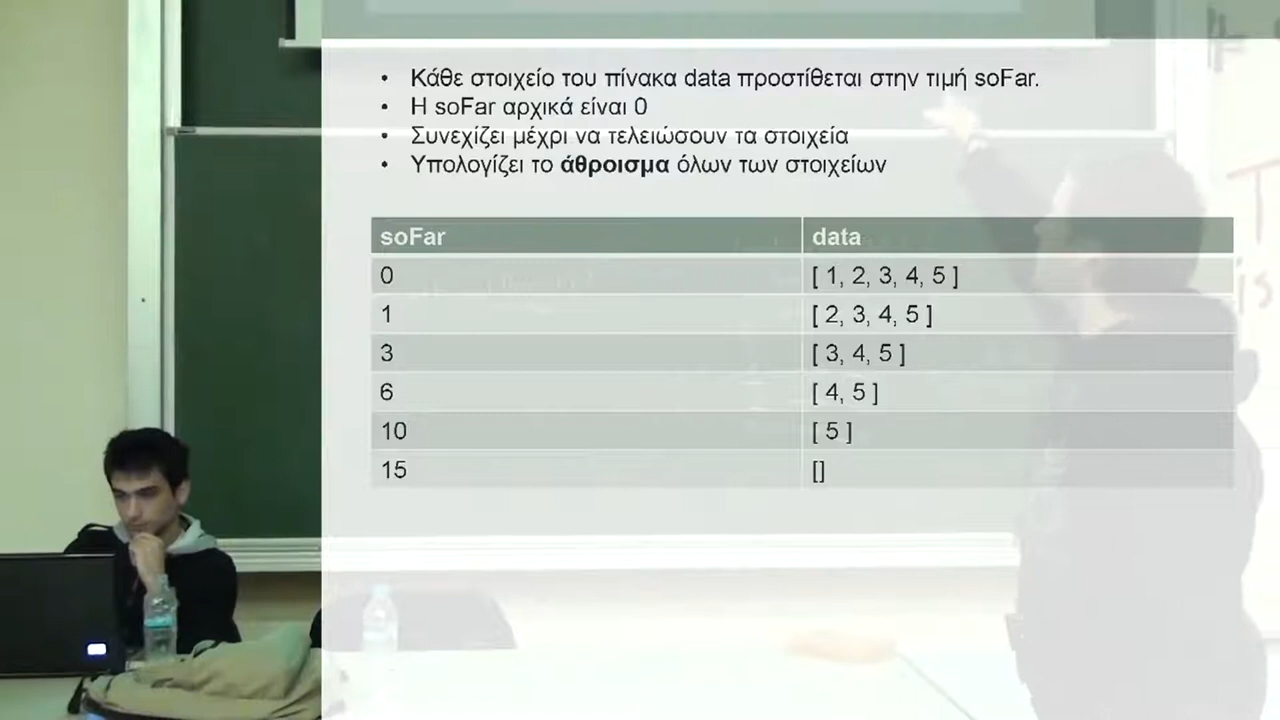 • Κάθε στοιχείο του πίνακα data προστίθεται στην τιμή soFar.
• Η soFar αρχικά είναι 0
• Συνεχίζει μέχρι να τελειώσουν τα στοιχεία
• Υπολογίζει το άθροισμα όλων των στοιχείων
soFar data
0 [ 1, 2, 3, 4, 5 ]
1 [ 2, 3, 4, 5 ]
3 [ 3, 4, 5 ]
6 [ 4, 5 ]
10 [ 5 ]
15 []